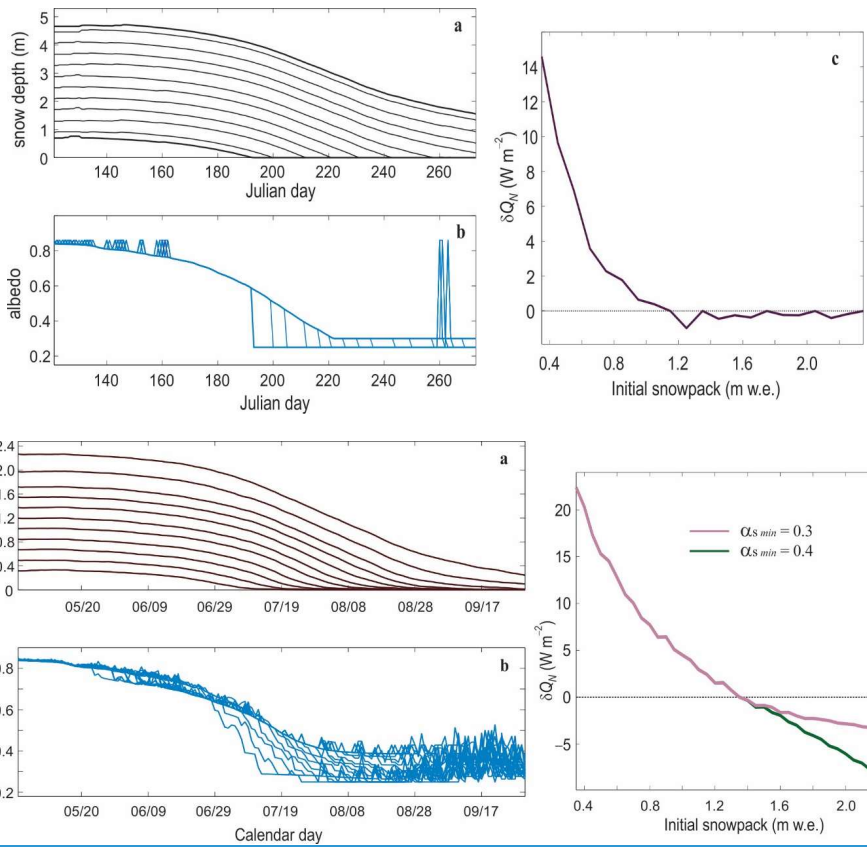 a
snow depth (m)
5
4
3
2
1
0
140 160 180 200 220 240 260
Julian day
b
albedo
0.8
0.6
0.4
0.2
140 160 180 200 220 240 260
Julian day
c
δQN (W m−2)
14
12
10
8
6
4
2
0
0.4 0.8 1.2 1.6 2.0
Initial snowpack (m w.e.)
a
2.4
2.0
1.6
1.2
0.8
0.4
0
05/20 06/09 06/29 07/19 08/08 08/28 09/17
b
0.8
0.6
0.4
0.2
05/20 06/09 06/29 07/19 08/08 08/28 09/17
Calendar day
δQN (W m−2)
20
15
10
5
0
−5
αs min = 0.3
αs min = 0.4
0.4 0.8 1.2 1.6 2.0
Initial snowpack (m w.e.)